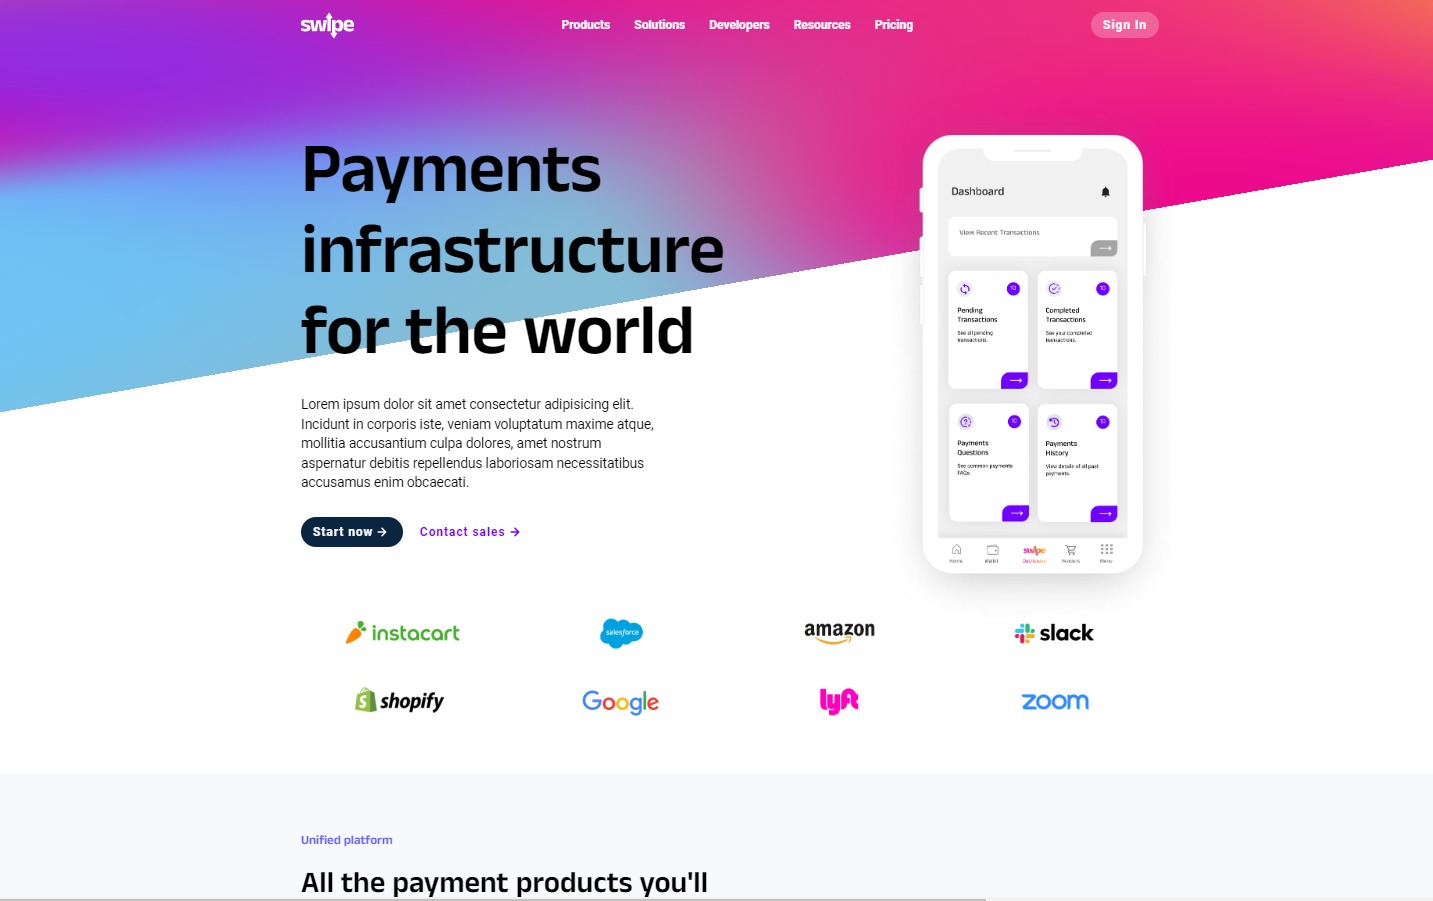 swipe
Products Solutions Developers Resources Pricing
Sign In
Payments
infrastructure
for the world
Lorem ipsum dolor sit amet consectetur adipisicing elit.
Incidunt in corporis iste, veniam voluptatum maxime atque,
mollitia accusantium culpa dolores, amet nostrum
aspernatur debitis repellendus laboriosam necessitatibus
accusamus enim obcaecati.
Start now →
Contact sales →
Dashboard
View Recent Transactions
10
Pending
Transactions
See all pending
transactions.
10
Completed
Transactions
See your completed
transactions.
10
Payments
Questions
See common payments
FAQs.
10
Payments
History
View details of all past
payments.
Home
Wallet
swipe
Dashboard
Vendors
Menu
instacart
salesforce
amazon
slack
shopify
Google
lyft
zoom
Unified platform
All the payment products you'll